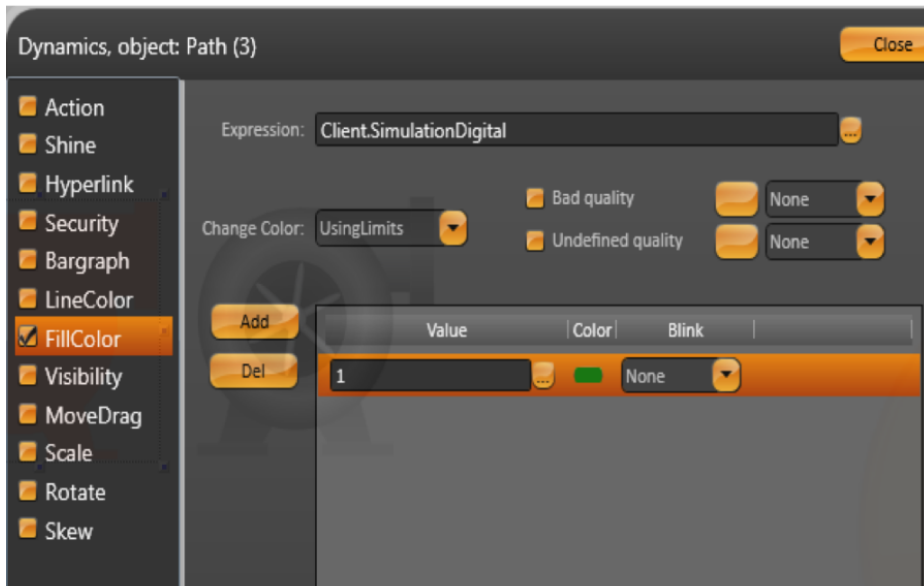 Dynamics, object: Path (3)
Close
Action
Shine
Hyperlink
Security
Bargraph
LineColor
FillColor
Visibility
MoveDrag
Scale
Rotate
Skew
Expression: Client.SimulationDigital ...
Change Color: UsingLimits
Bad quality None
Undefined quality None
Add
Del
Value Color Blink
1 ... None